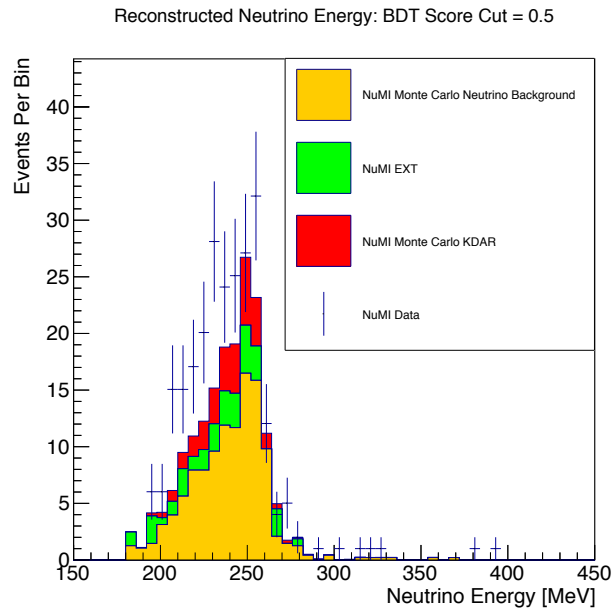 Reconstructed Neutrino Energy: BDT Score Cut = 0.5
Events Per Bin
40
35
30
25
20
15
10
5
0
NuMI Monte Carlo Neutrino Background
NuMI EXT
NuMI Monte Carlo KDAR
NuMI Data
150 200 250 300 350 400 450
Neutrino Energy [MeV]